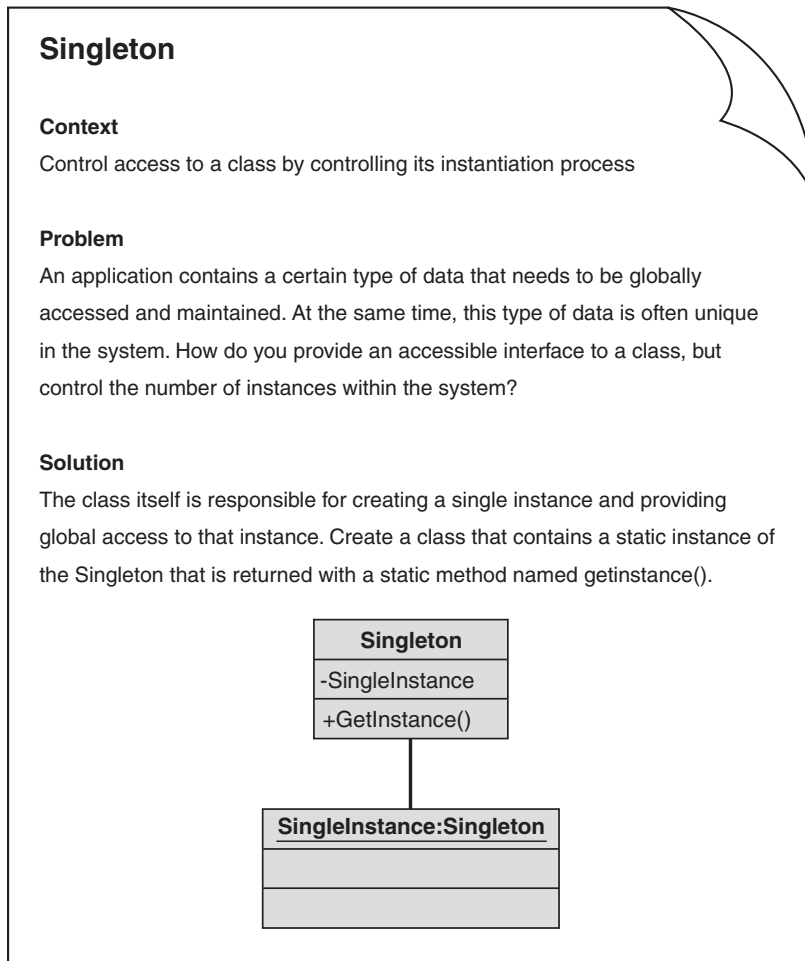 Singleton
Context
Control access to a class by controlling its instantiation process
Problem
An application contains a certain type of data that needs to be globally
accessed and maintained. At the same time, this type of data is often unique
in the system. How do you provide an accessible interface to a class, but
control the number of instances within the system?
Solution
The class itself is responsible for creating a single instance and providing
global access to that instance. Create a class that contains a static instance of
the Singleton that is returned with a static method named getinstance().
Singleton
-SingleInstance
+GetInstance()
SingleInstance:Singleton